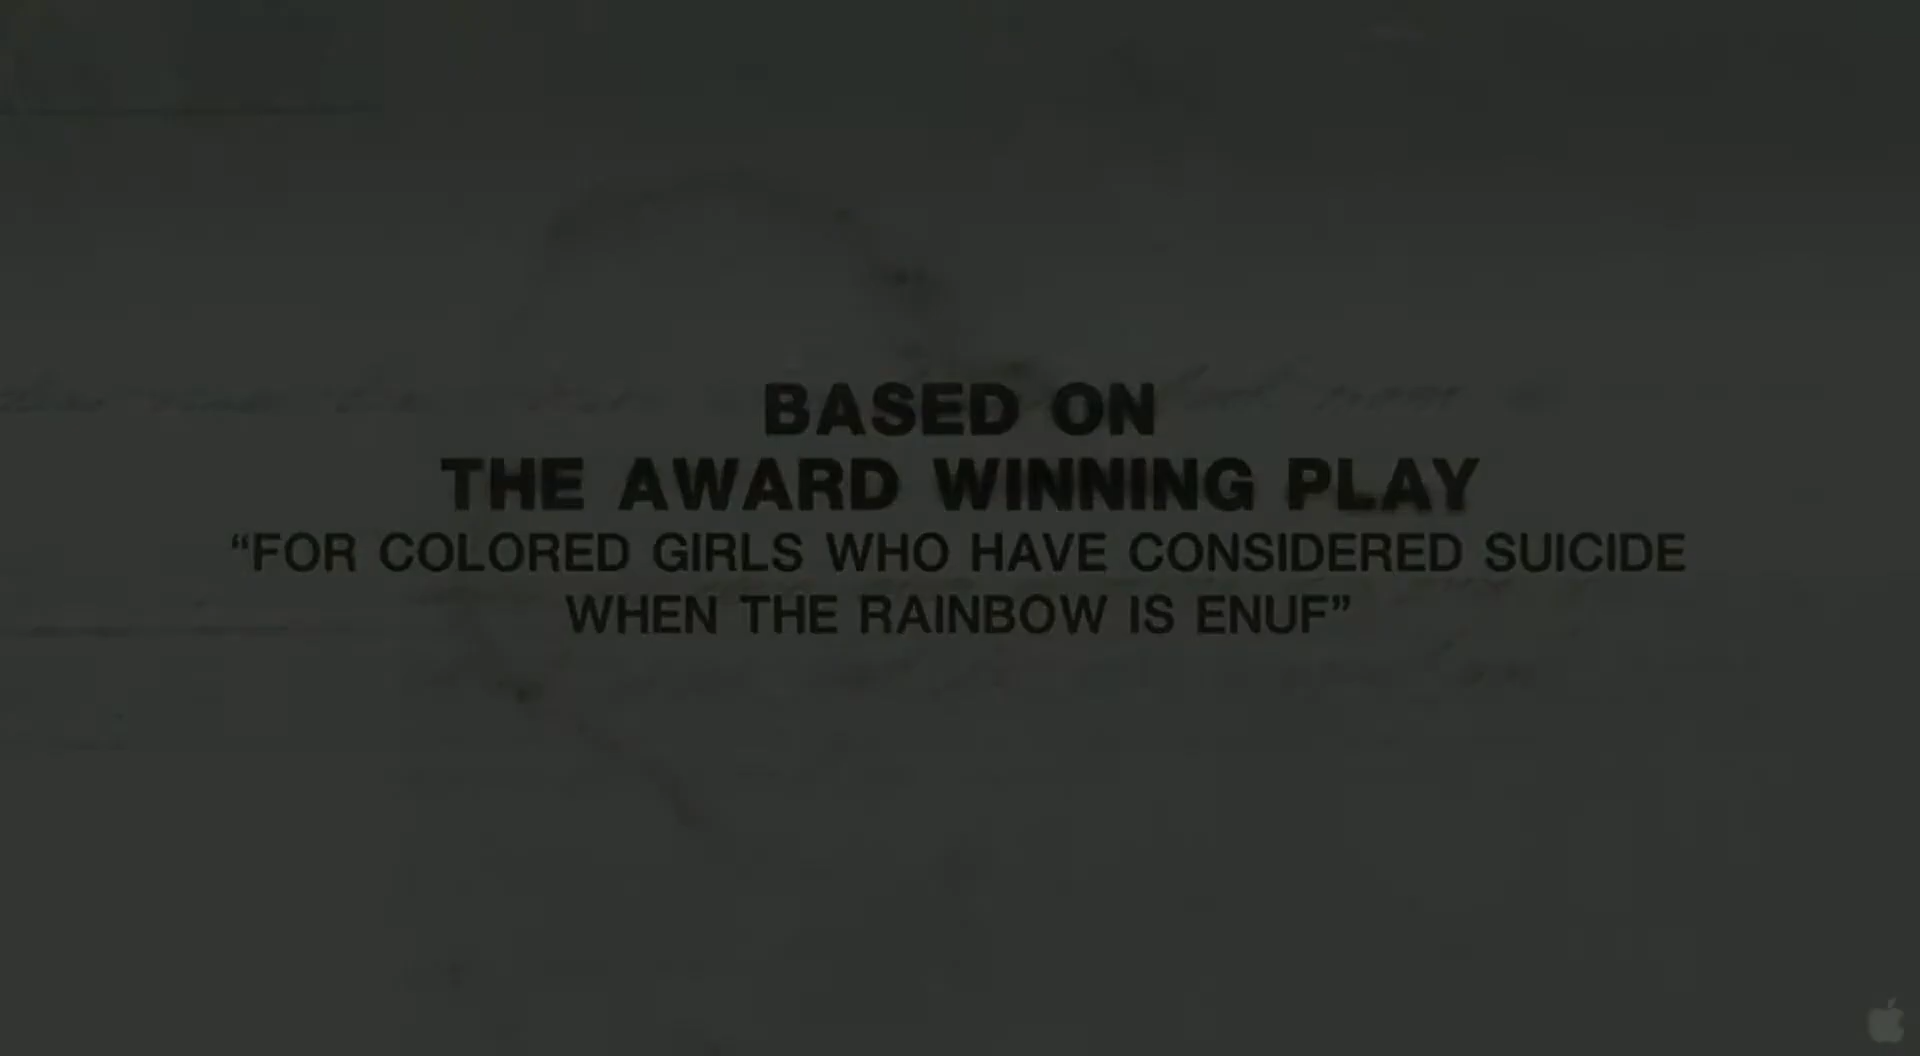 BASED ON
THE AWARD WINNING PLAY
“FOR COLORED GIRLS WHO HAVE CONSIDERED SUICIDE
WHEN THE RAINBOW IS ENUF”